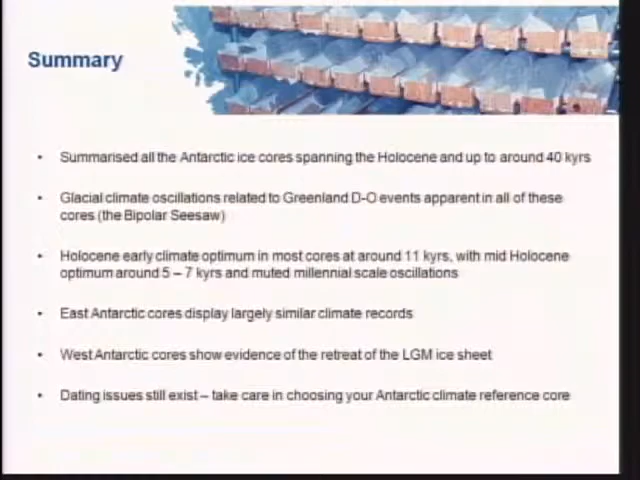 Summary
• Summarised all the Antarctic ice cores spanning the Holocene and up to around 40 kyrs
• Glacial climate oscillations related to Greenland D-O events apparent in all of these
cores (the Bipolar Seesaw)
• Holocene early climate optimum in most cores at around 11 kyrs, with mid Holocene
optimum around 5 – 7 kyrs and muted millennial scale oscillations
• East Antarctic cores display largely similar climate records
• West Antarctic cores show evidence of the retreat of the LGM ice sheet
• Dating issues still exist – take care in choosing your Antarctic climate reference core